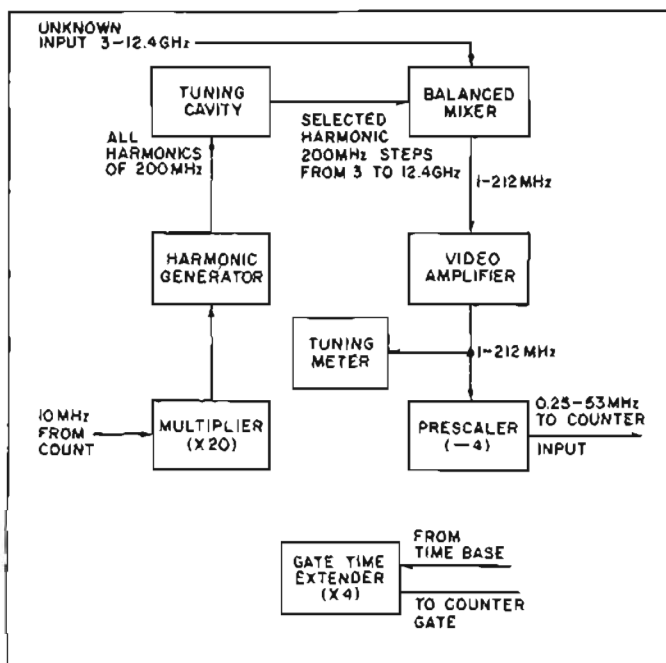 UNKNOWN
INPUT 3-12.4GHz
TUNING
CAVITY
BALANCED
MIXER
ALL
HARMONICS
OF 200MHz
SELECTED
HARMONIC
200MHz STEPS
FROM 3 TO 12.4GHz
1-212MHz
HARMONIC
GENERATOR
VIDEO
AMPLIFIER
TUNING
METER
1-212MHz
10MHz
FROM
COUNT
MULTIPLIER
(X20)
PRESCALER
(-4)
0.25-53MHz
TO COUNTER
INPUT
GATE TIME
EXTENDER
(X4)
FROM
TIME BASE
TO COUNTER
GATE